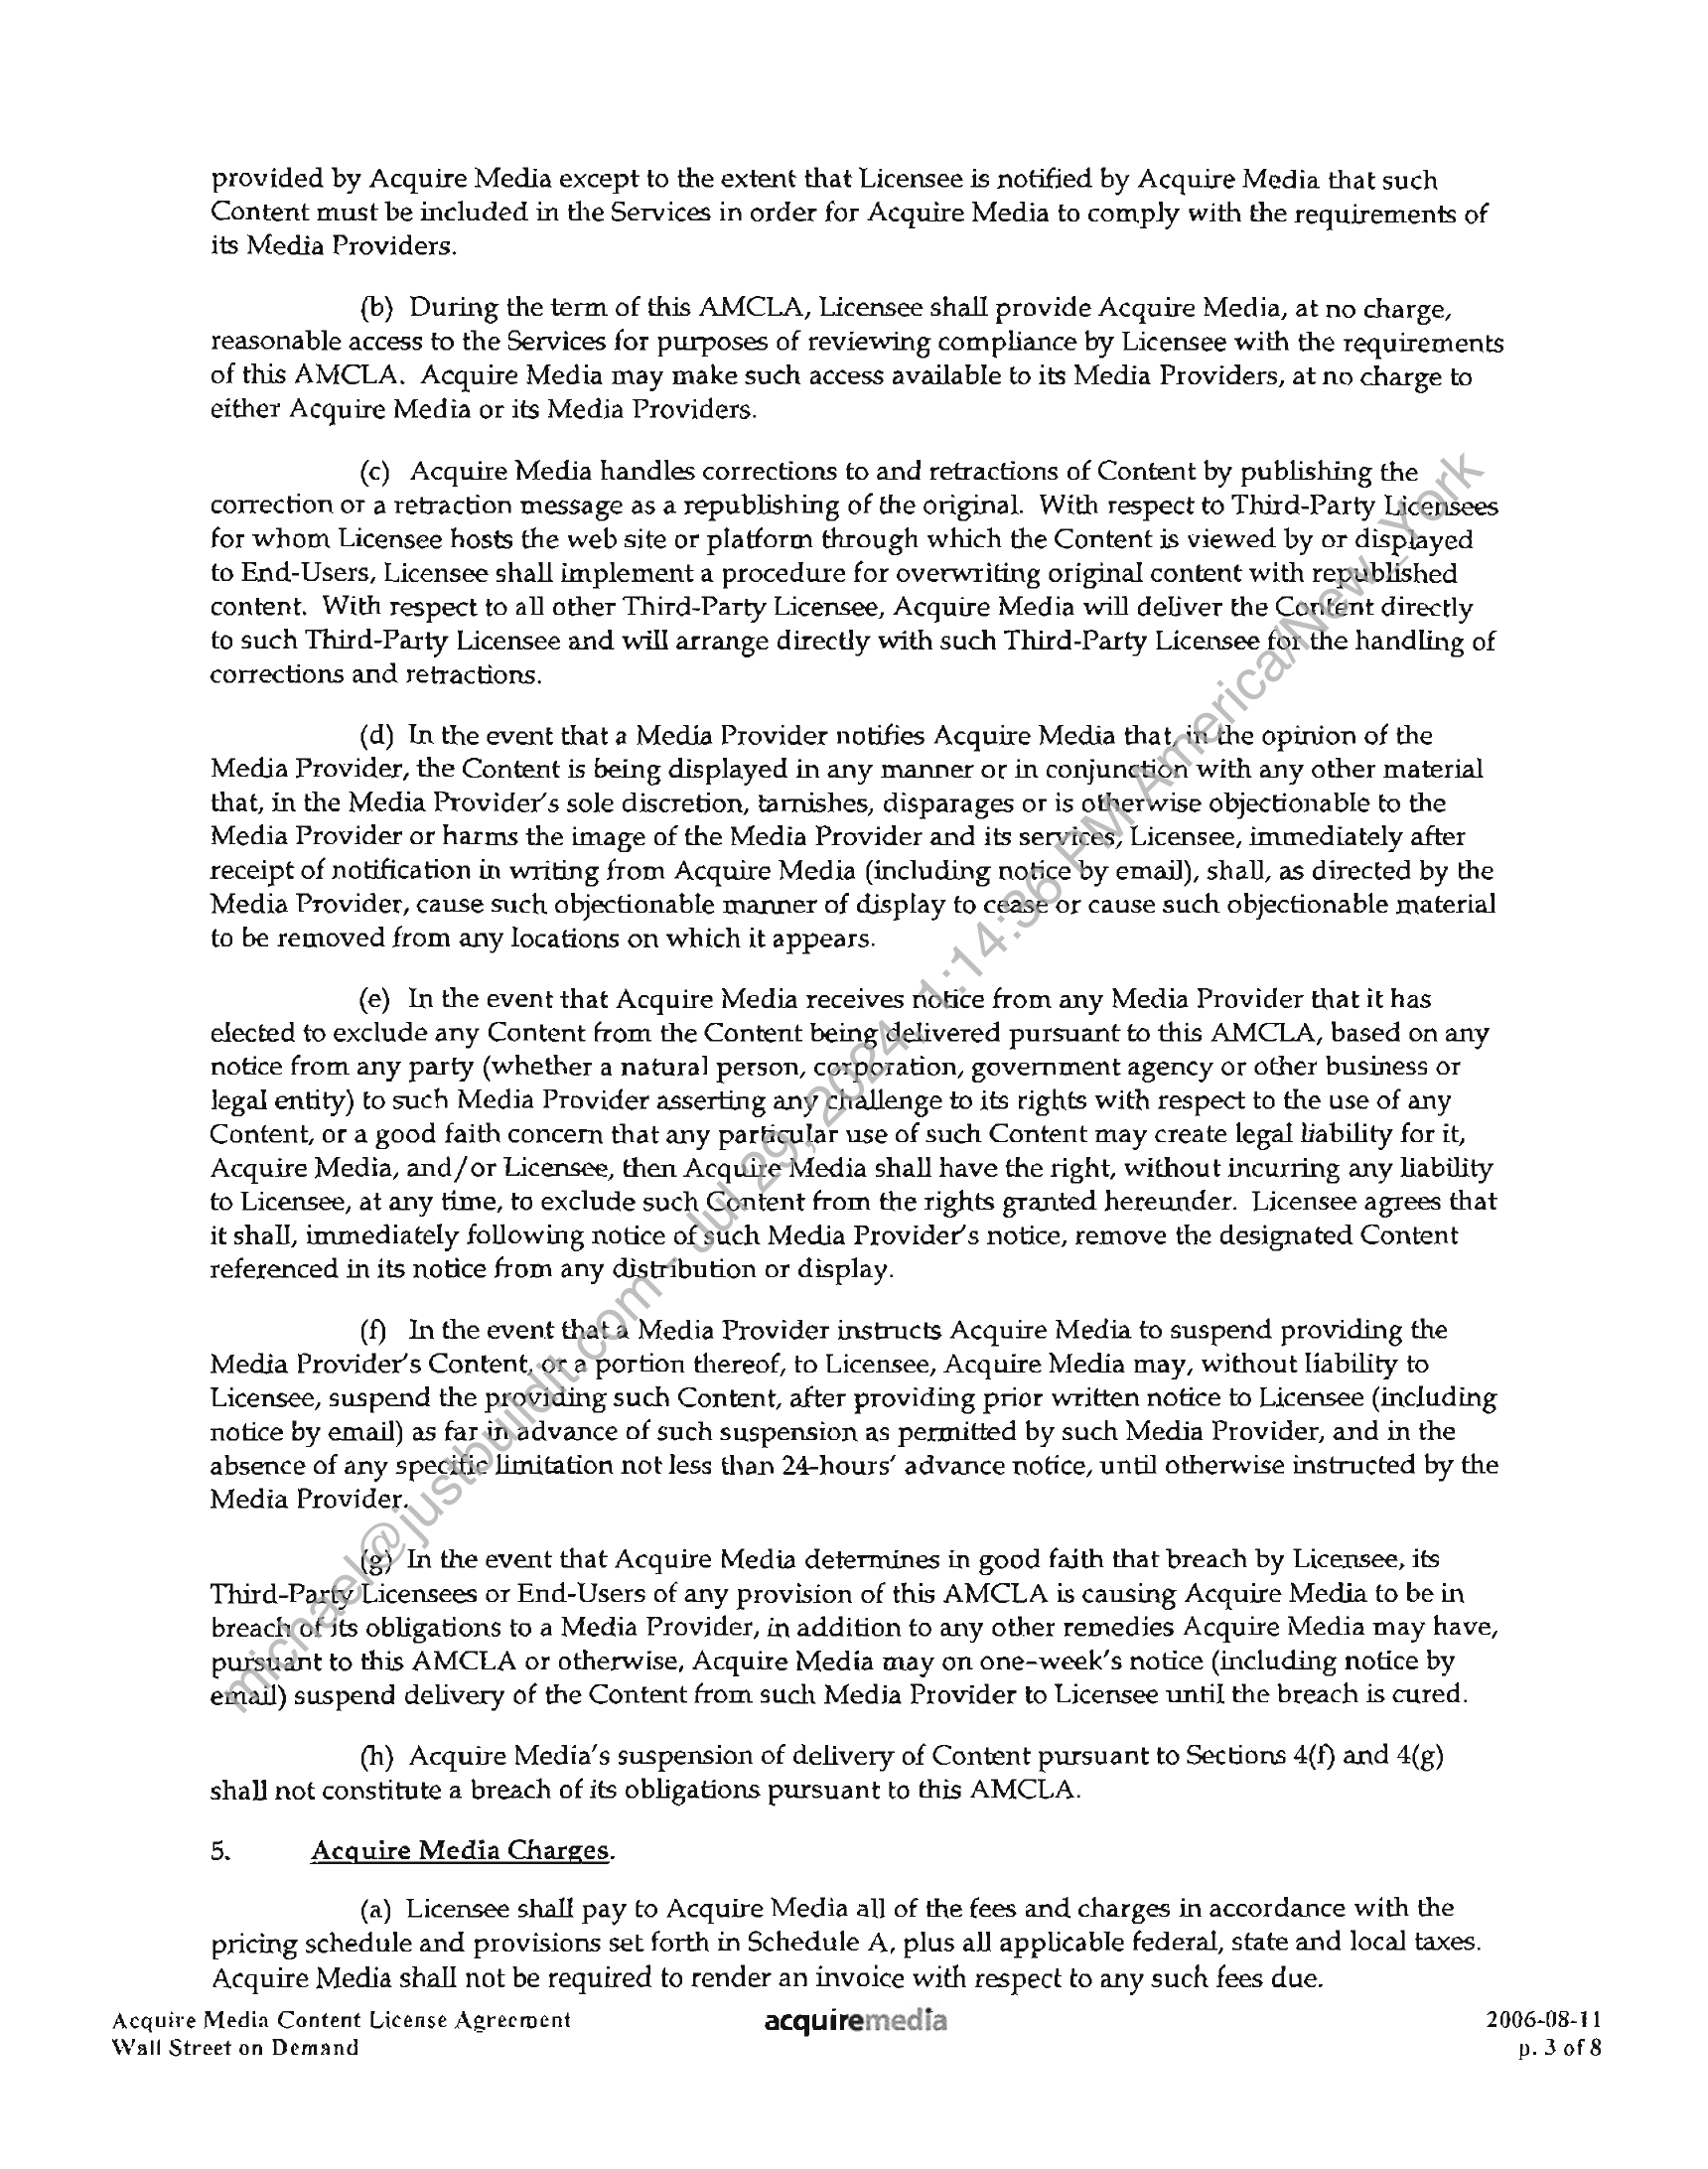 provided by Acquire Media except to the extent that Licensee is notified by Acquire Media that such
Content must be included in the Services in order for Acquire Media to comply with the requirements of
its Media Providers.
(b) During the term of this AMCLA, Licensee shall provide Acquire Media, at no charge,
reasonable access to the Services for purposes of reviewing compliance by Licensee with the requirements
of this AMCLA. Acquire Media may make such access available to its Media Providers, at no charge to
either Acquire Media or its Media Providers.
(c) Acquire Media handles corrections to and retractions of Content by publishing the
correction or a retraction message as a republishing of the original. With respect to Third-Party Licensees
for whom Licensee hosts the web site or platform through which the Content is viewed by or displayed
to End-Users, Licensee shall implement a procedure for overwriting original content with republished
content. With respect to all other Third-Party Licensee, Acquire Media will deliver the Content directly
to such Third-Party Licensee and will arrange directly with such Third-Party Licensee for the handling of
corrections and retractions.
(d) In the event that a Media Provider notifies Acquire Media that, in the opinion of the
Media Provider, the Content is being displayed in any manner or in conjunction with any other material
that, in the Media Provider's sole discretion, tarnishes, disparages or is otherwise objectionable to the
Media Provider or harms the image of the Media Provider and its services, Licensee, immediately after
receipt of notification in writing from Acquire Media (including notice by email), shall, as directed by the
Media Provider, cause such objectionable manner of display to cease or cause such objectionable material
to be removed from any locations on which it appears.
(e) In the event that Acquire Media receives notice from any Media Provider that it has
elected to exclude any Content from the Content being delivered pursuant to this AMCLA, based on any
notice from any party (whether a natural person, corporation, government agency or other business or
legal entity) to such Media Provider asserting any challenge to its rights with respect to the use of any
Content, or a good faith concern that any particular use of such Content may create legal liability for it,
Acquire Media, and/or Licensee, then Acquire Media shall have the right, without incurring any liability
to Licensee, at any time, to exclude such Content from the rights granted hereunder. Licensee agrees that
it shall, immediately following notice of such Media Provider's notice, remove the designated Content
referenced in its notice from any distribution or display.
(f) In the event that a Media Provider instructs Acquire Media to suspend providing the
Media Provider's Content, or a portion thereof, to Licensee, Acquire Media may, without liability to
Licensee, suspend the providing such Content, after providing prior written notice to Licensee (including
notice by email) as far in advance of such suspension as permitted by such Media Provider, and in the
absence of any specific limitation not less than 24-hours' advance notice, until otherwise instructed by the
Media Provider.
(g) In the event that Acquire Media determines in good faith that breach by Licensee, its
Third-Party Licensees or End-Users of any provision of this AMCLA is causing Acquire Media to be in
breach of its obligations to a Media Provider, in addition to any other remedies Acquire Media may have,
pursuant to this AMCLA or otherwise, Acquire Media may on one-week's notice (including notice by
email) suspend delivery of the Content from such Media Provider to Licensee until the breach is cured.
(h) Acquire Media's suspension of delivery of Content pursuant to Sections 4(f) and 4(g)
shall not constitute a breach of its obligations pursuant to this AMCLA.
5. Acquire Media Charges.
(a) Licensee shall pay to Acquire Media all of the fees and charges in accordance with the
pricing schedule and provisions set forth in Schedule A, plus all applicable federal, state and local taxes.
Acquire Media shall not be required to render an invoice with respect to any such fees due.
Acquire Media Content License Agreement acquiremedia 2006-08-11
Wall Street on Demand p. 3 of 8
michael@justbuildit.com - Jul 29, 2024, 1:14:36 PM America/New_York